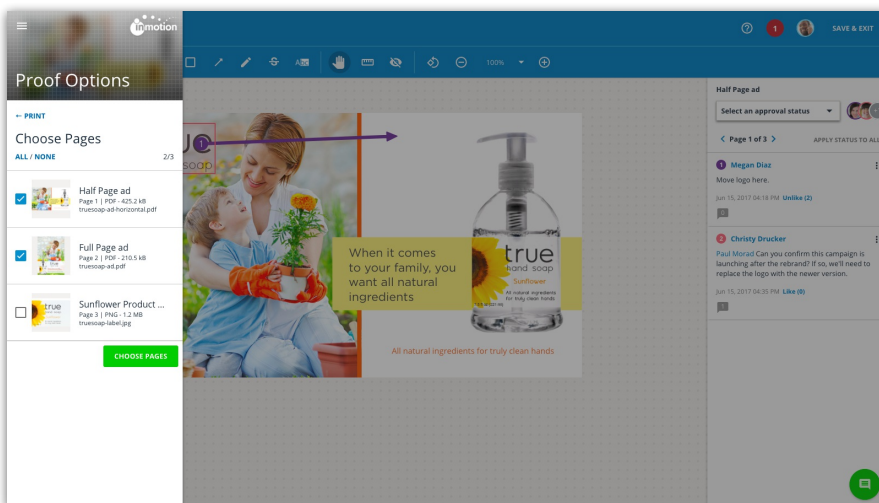 inmotion
Proof Options
← PRINT
Choose Pages
ALL / NONE 2/3
Half Page ad
Page 1 | PDF - 425.2 kB
truesoap-ad-horizontal.pdf
Full Page ad
Page 2 | PDF - 210.5 kB
truesoap-ad.pdf
Sunflower Product ...
Page 3 | PNG - 1.2 MB
truesoap-label.jpg
CHOOSE PAGES
1
SAVE & EXIT
100%
1
soap
When it comes
to your family, you
want all natural
ingredients
true
hand soap
Sunflower
All natural ingredients
for truly clean hands
All natural ingredients for truly clean hands
Half Page ad
Select an approval status
< Page 1 of 3 > APPLY STATUS TO ALL
1 Megan Diaz
Move logo here.
Jun 15, 2017 04:18 PM Unlike (2)
2 Christy Drucker
Paul Morad Can you confirm this campaign is
launching after the rebrand? If so, we'll need to
replace the logo with the newer version.
Jun 15, 2017 04:35 PM Like (0)